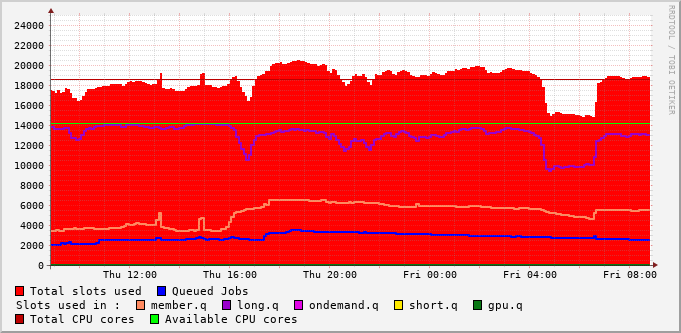 24000
22000
20000
18000
16000
14000
12000
10000
8000
6000
4000
2000
0
Thu 12:00 Thu 16:00 Thu 20:00 Fri 00:00 Fri 04:00 Fri 08:00
Total slots used Queued Jobs
Slots used in : member.q long.q ondemand.q short.q gpu.q
Total CPU cores Available CPU cores
RRDTOOL / TOBI OETIKER